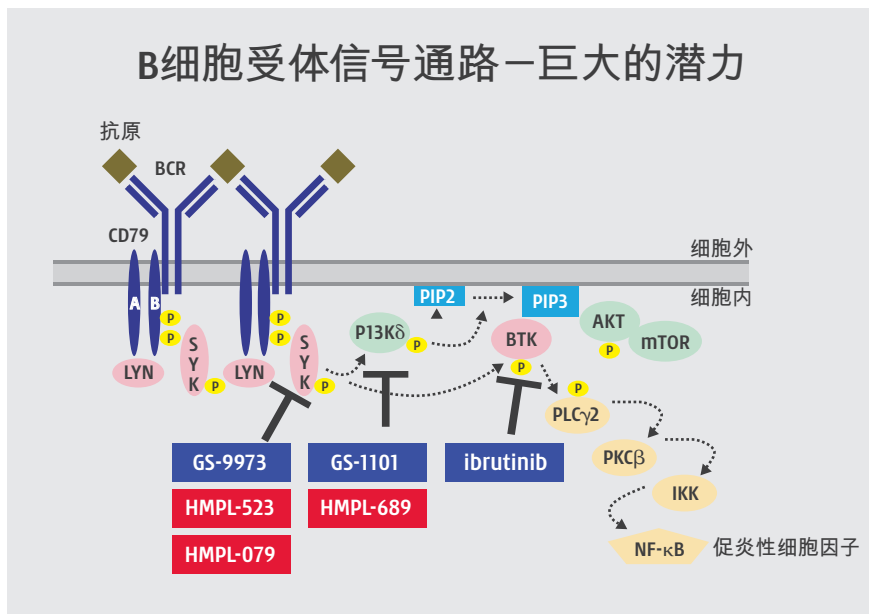 B细胞受体信号通路－巨大的潜力
抗原
BCR
CD79
细胞外
细胞内
A
B
P
P
SYK
P
LYN
P
P
SYK
P
LYN
P13Kδ
P
PIP2
PIP3
BTK
P
AKT
P
mTOR
P
PLCγ2
PKCβ
IKK
NF-κB
促炎性细胞因子
GS-9973
GS-1101
ibrutinib
HMPL-523
HMPL-689
HMPL-079